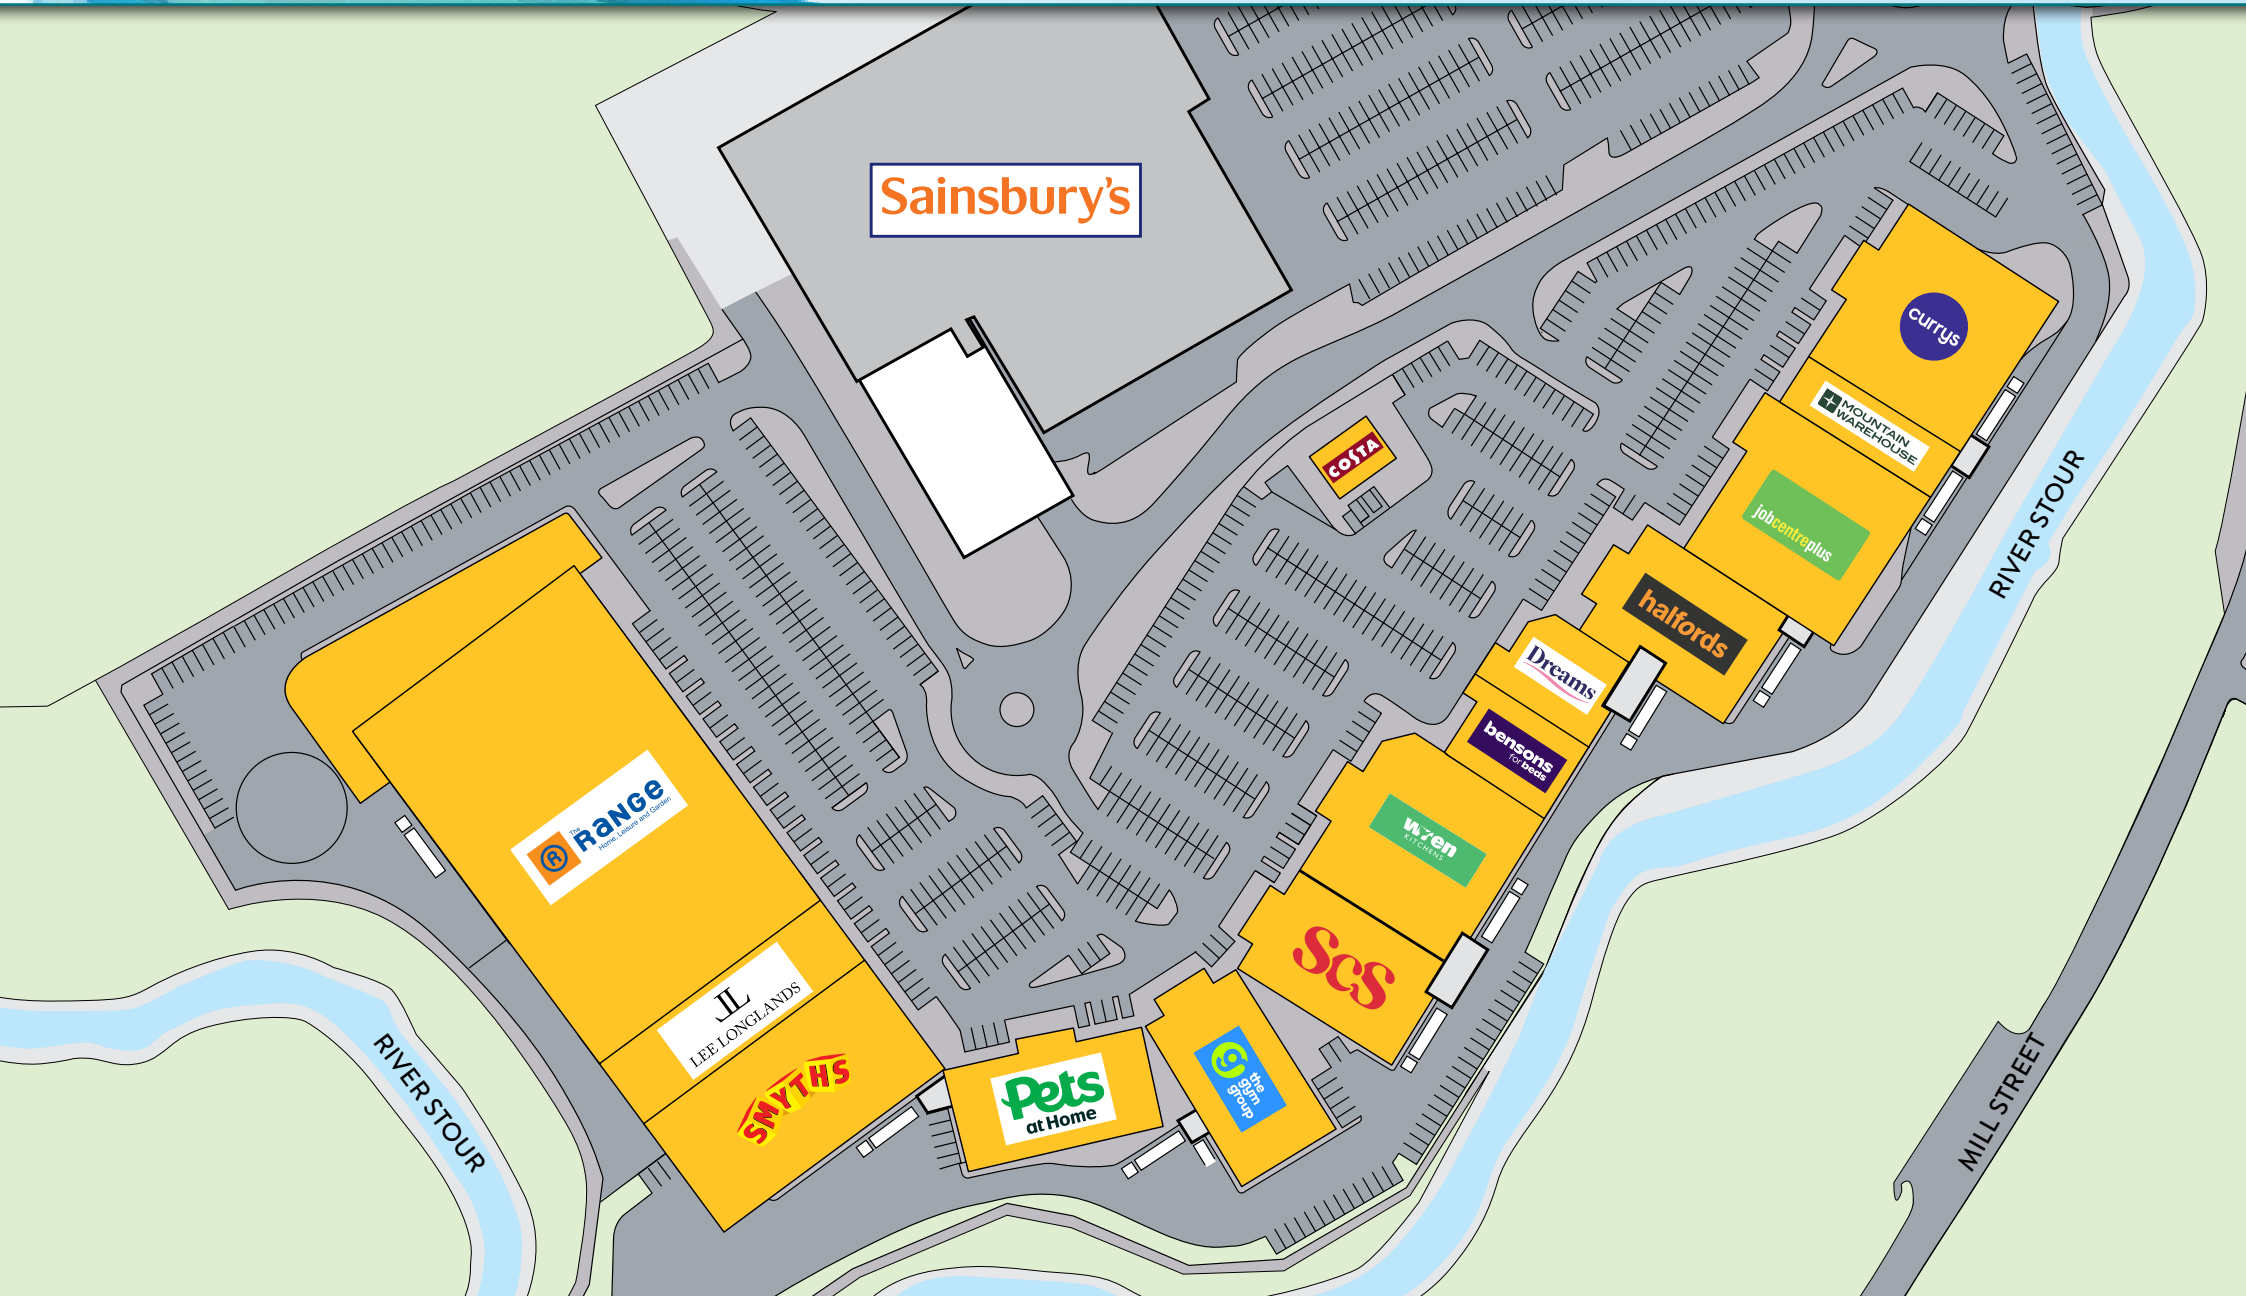 Sainsbury's
currys
MOUNTAIN
WAREHOUSE
COSTA
jobcentreplus
RIVER STOUR
halfords
Dreams
bensons
for beds
wren
KITCHENS
The
RANGE
Home, Leisure and Garden
R
ScS
LEE LONGLANDS
SMYTHS
Pets
at Home
the
gym
group
RIVER STOUR
MILL STREET